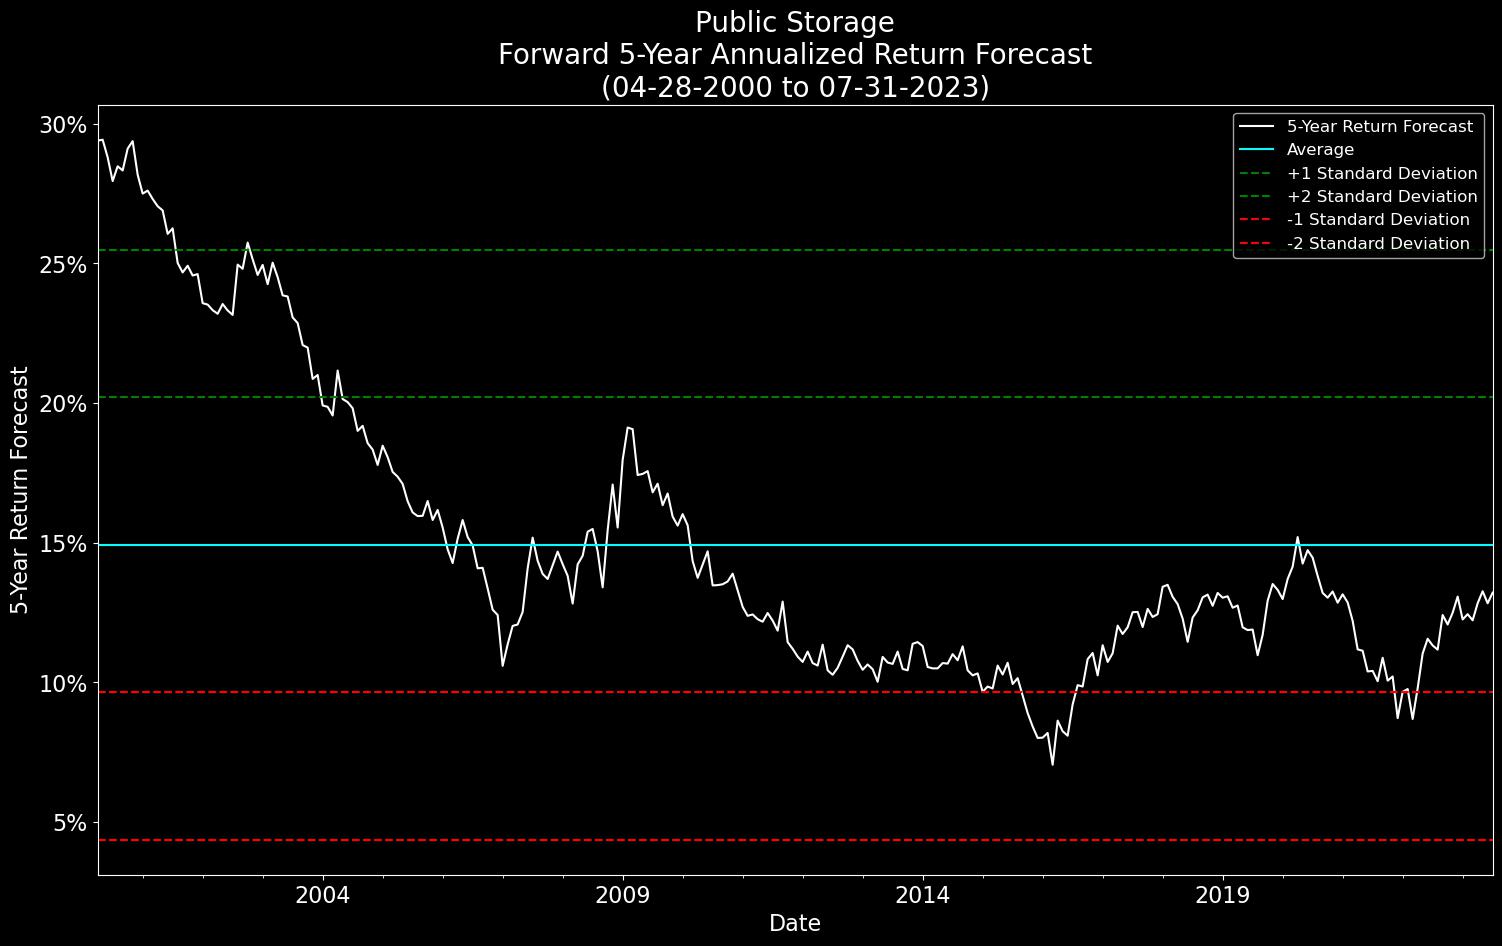 Public Storage
Forward 5-Year Annualized Return Forecast
(04-28-2000 to 07-31-2023)
30%
25%
20%
15%
10%
5%
5-Year Return Forecast
5-Year Return Forecast
Average
+1 Standard Deviation
+2 Standard Deviation
-1 Standard Deviation
-2 Standard Deviation
2004
2009
2014
2019
Date